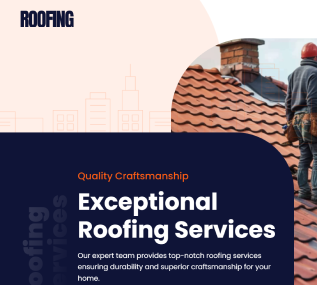 ROOFING
Quality Craftsmanship
Exceptional
Roofing Services
Our expert team provides top-notch roofing services
ensuring durability and superior craftsmanship for your
home.